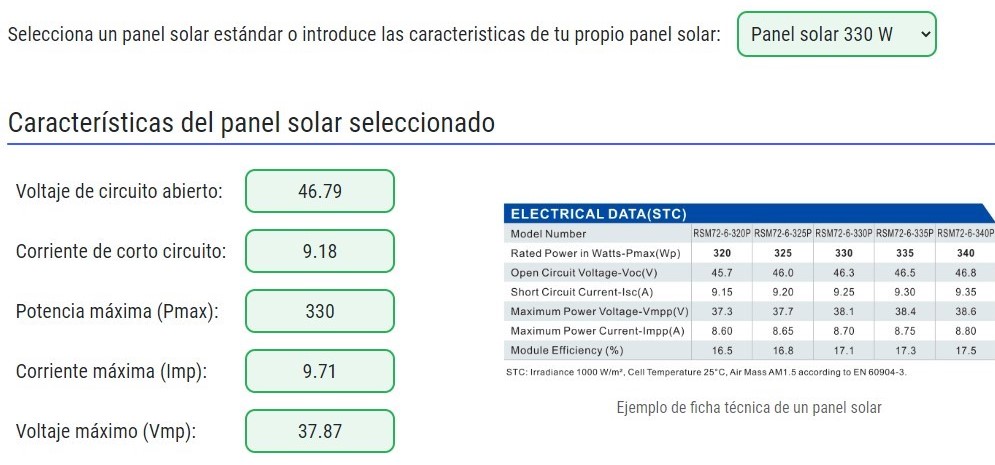 Selecciona un panel solar estándar o introduce las caracteristicas de tu propio panel solar: Panel solar 330 W
Características del panel solar seleccionado
Voltaje de circuito abierto: 46.79
Corriente de corto circuito: 9.18
Potencia máxima (Pmax): 330
Corriente máxima (Imp): 9.71
Voltaje máximo (Vmp): 37.87
ELECTRICAL DATA(STC)
Model Number RSM72-6-320P RSM72-6-325P RSM72-6-330P RSM72-6-335P RSM72-6-340P
Rated Power in Watts-Pmax(Wp) 320 325 330 335 340
Open Circuit Voltage-Voc(V) 45.7 46.0 46.3 46.5 46.8
Short Circuit Current-Isc(A) 9.15 9.20 9.25 9.30 9.35
Maximum Power Voltage-Vmpp(V) 37.3 37.7 38.1 38.4 38.6
Maximum Power Current-Impp(A) 8.60 8.65 8.70 8.75 8.80
Module Efficiency (%) 16.5 16.8 17.1 17.3 17.5
STC: Irradiance 1000 W/m², Cell Temperature 25°C, Air Mass AM1.5 according to EN 60904-3.
Ejemplo de ficha técnica de un panel solar